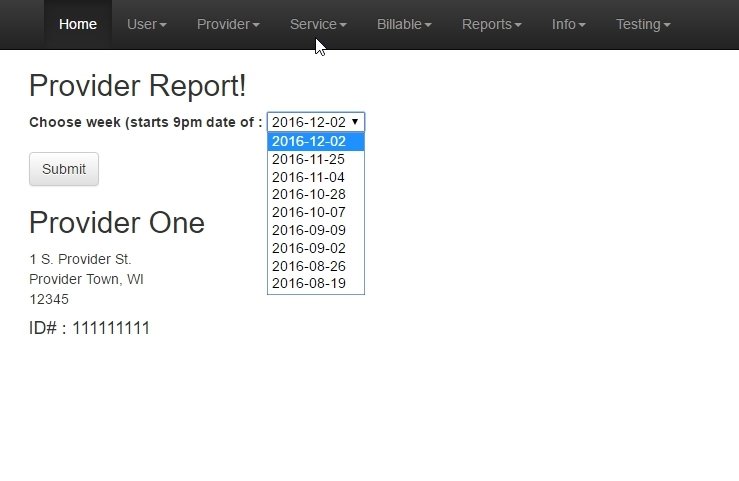 Home User Provider Service Billable Reports Info Testing
Provider Report!
Choose week (starts 9pm date of : 2016-12-02
2016-12-02
2016-11-25
2016-11-04
2016-10-28
2016-10-07
2016-09-09
2016-09-02
2016-08-26
2016-08-19
Submit
Provider One
1 S. Provider St.
Provider Town, WI
12345
ID# : 111111111